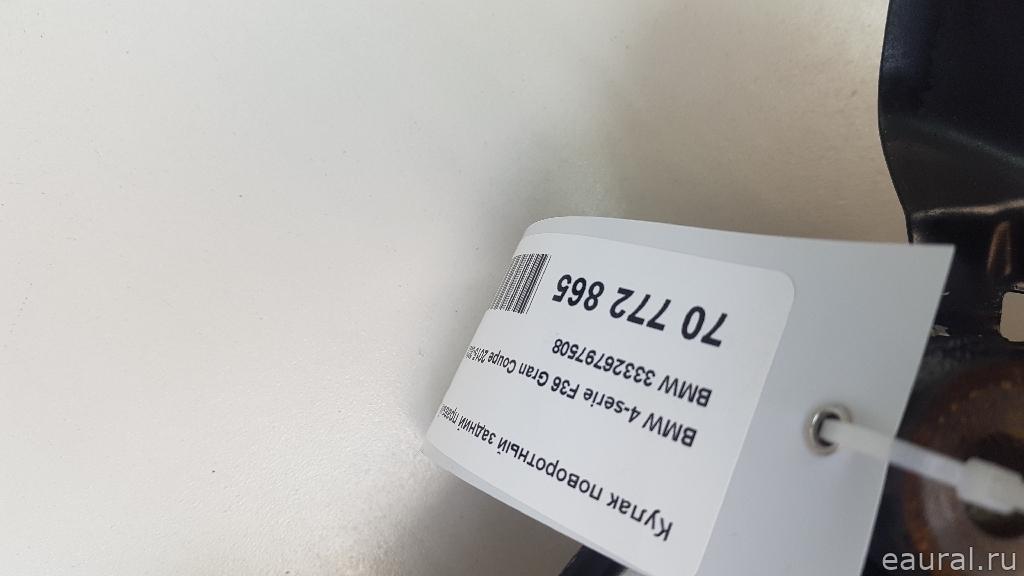 70 772 865
BMW 33326797508
BMW 4-serie F36 Gran Coupe
Кулак поворотный задний
eaural.ru